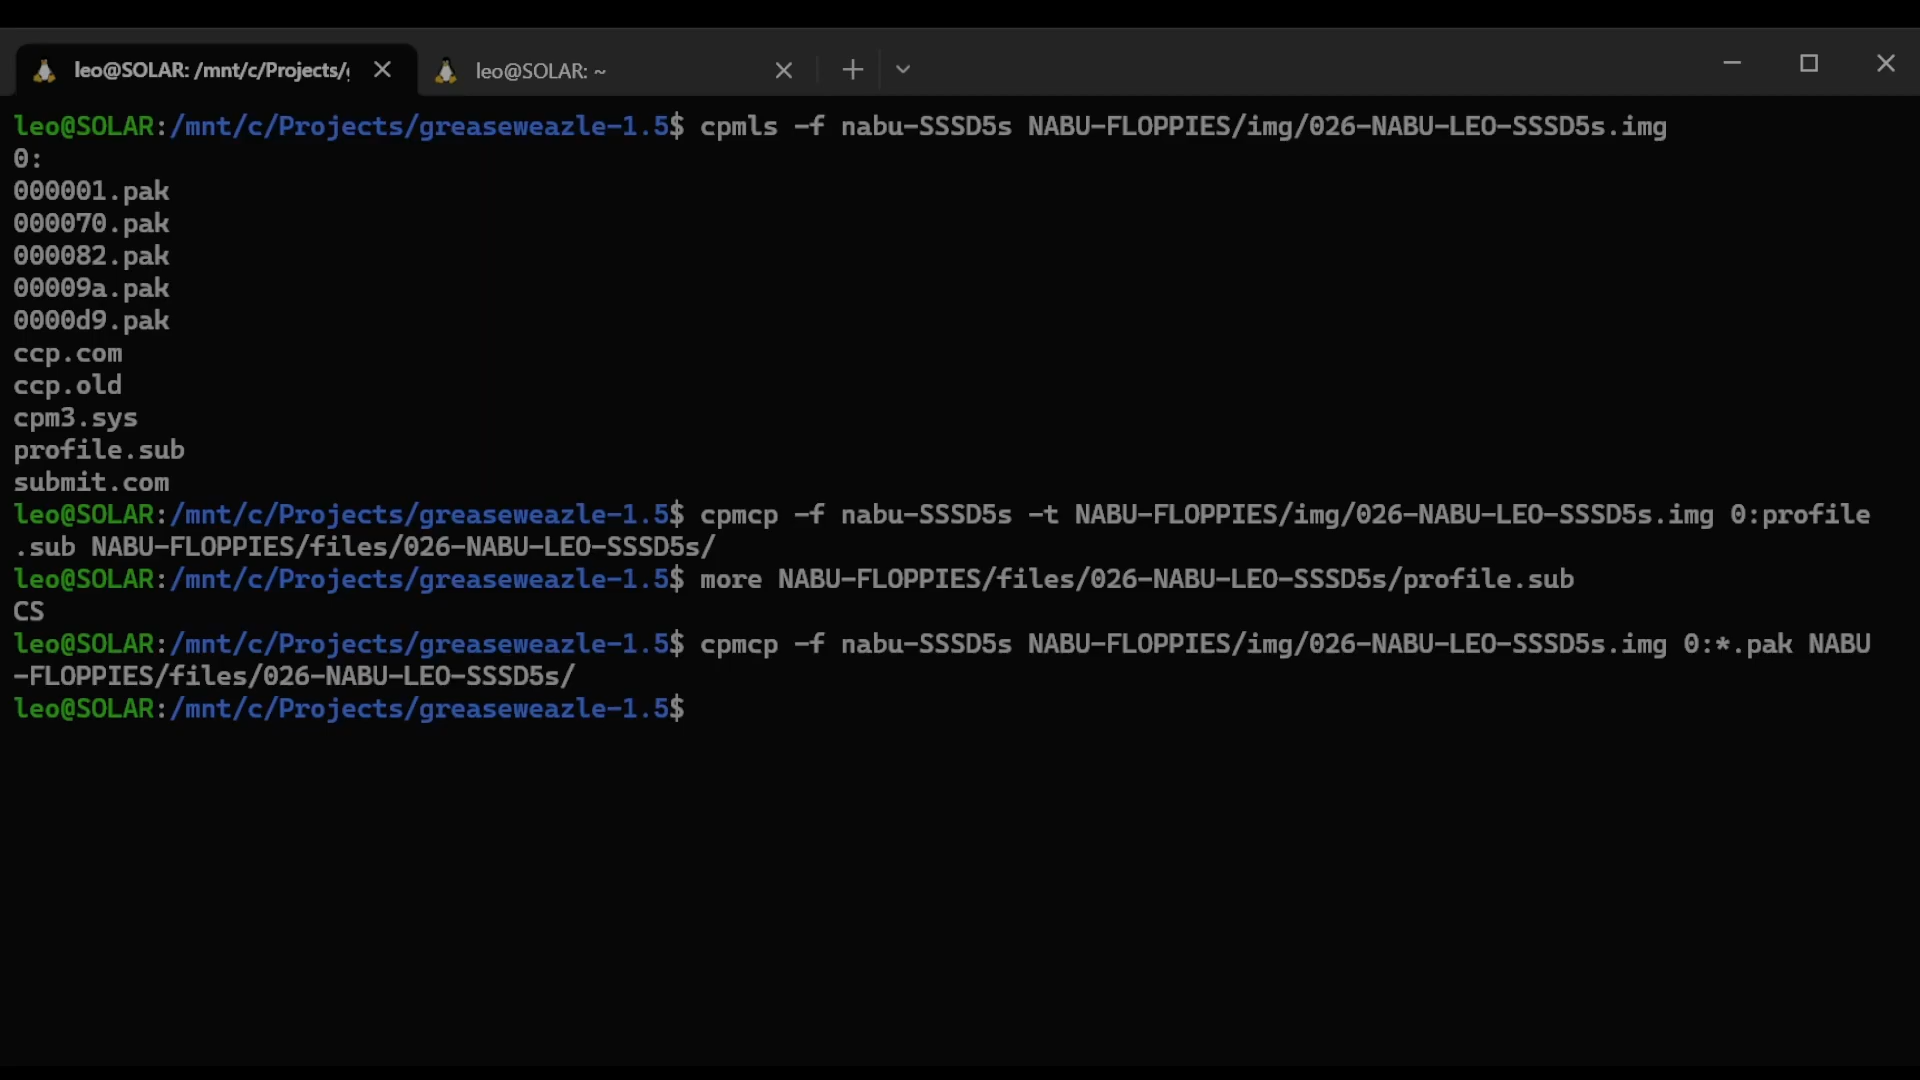 leo@SOLAR: /mnt/c/Projects/g
leo@SOLAR: ~
leo@SOLAR:/mnt/c/Projects/greaseweazle-1.5$ cpmls -f nabu-SSSD5s NABU-FLOPPIES/img/026-NABU-LEO-SSSD5s.img
0:
000001.pak
000070.pak
000082.pak
00009a.pak
0000d9.pak
ccp.com
ccp.old
cpm3.sys
profile.sub
submit.com
leo@SOLAR:/mnt/c/Projects/greaseweazle-1.5$ cpmcp -f nabu-SSSD5s -t NABU-FLOPPIES/img/026-NABU-LEO-SSSD5s.img 0:profile
.sub NABU-FLOPPIES/files/026-NABU-LEO-SSSD5s/
leo@SOLAR:/mnt/c/Projects/greaseweazle-1.5$ more NABU-FLOPPIES/files/026-NABU-LEO-SSSD5s/profile.sub
CS
leo@SOLAR:/mnt/c/Projects/greaseweazle-1.5$ cpmcp -f nabu-SSSD5s NABU-FLOPPIES/img/026-NABU-LEO-SSSD5s.img 0:*.pak NABU
-FLOPPIES/files/026-NABU-LEO-SSSD5s/
leo@SOLAR:/mnt/c/Projects/greaseweazle-1.5$